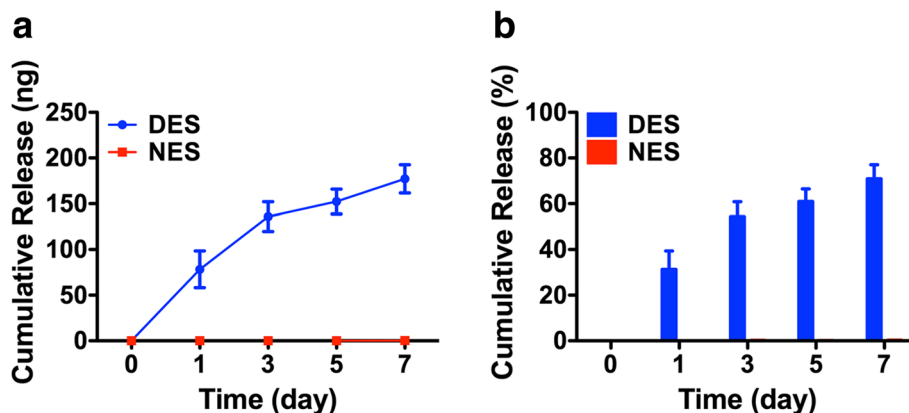 a
Cumulative Release (ng)
250
200
150
100
50
0
DES
NES
0 1 3 5 7
Time (day)
b
Cumulative Release (%)
100
80
60
40
20
0
DES
NES
0 1 3 5 7
Time (day)